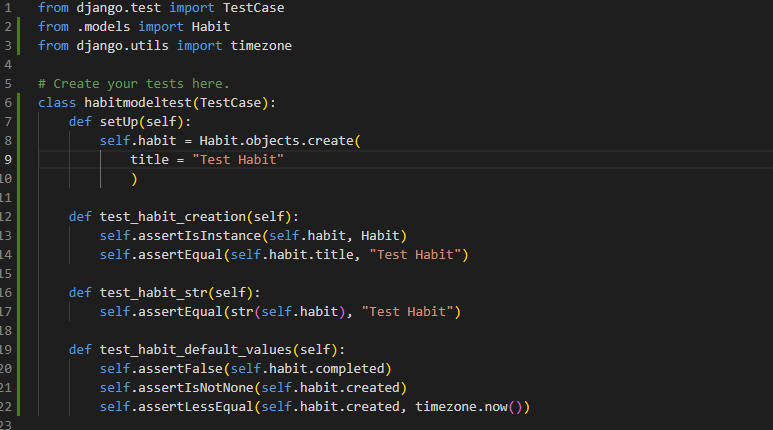 1 from django.test import TestCase
2 from .models import Habit
3 from django.utils import timezone
4
5 # Create your tests here.
6 class habitmodeltest(TestCase):
7     def setUp(self):
8         self.habit = Habit.objects.create(
9             title = "Test Habit"
10             )
11
12     def test_habit_creation(self):
13         self.assertIsInstance(self.habit, Habit)
14         self.assertEqual(self.habit.title, "Test Habit")
15
16     def test_habit_str(self):
17         self.assertEqual(str(self.habit), "Test Habit")
18
19     def test_habit_default_values(self):
20         self.assertFalse(self.habit.completed)
21         self.assertIsNotNone(self.habit.created)
22         self.assertLessEqual(self.habit.created, timezone.now())
23